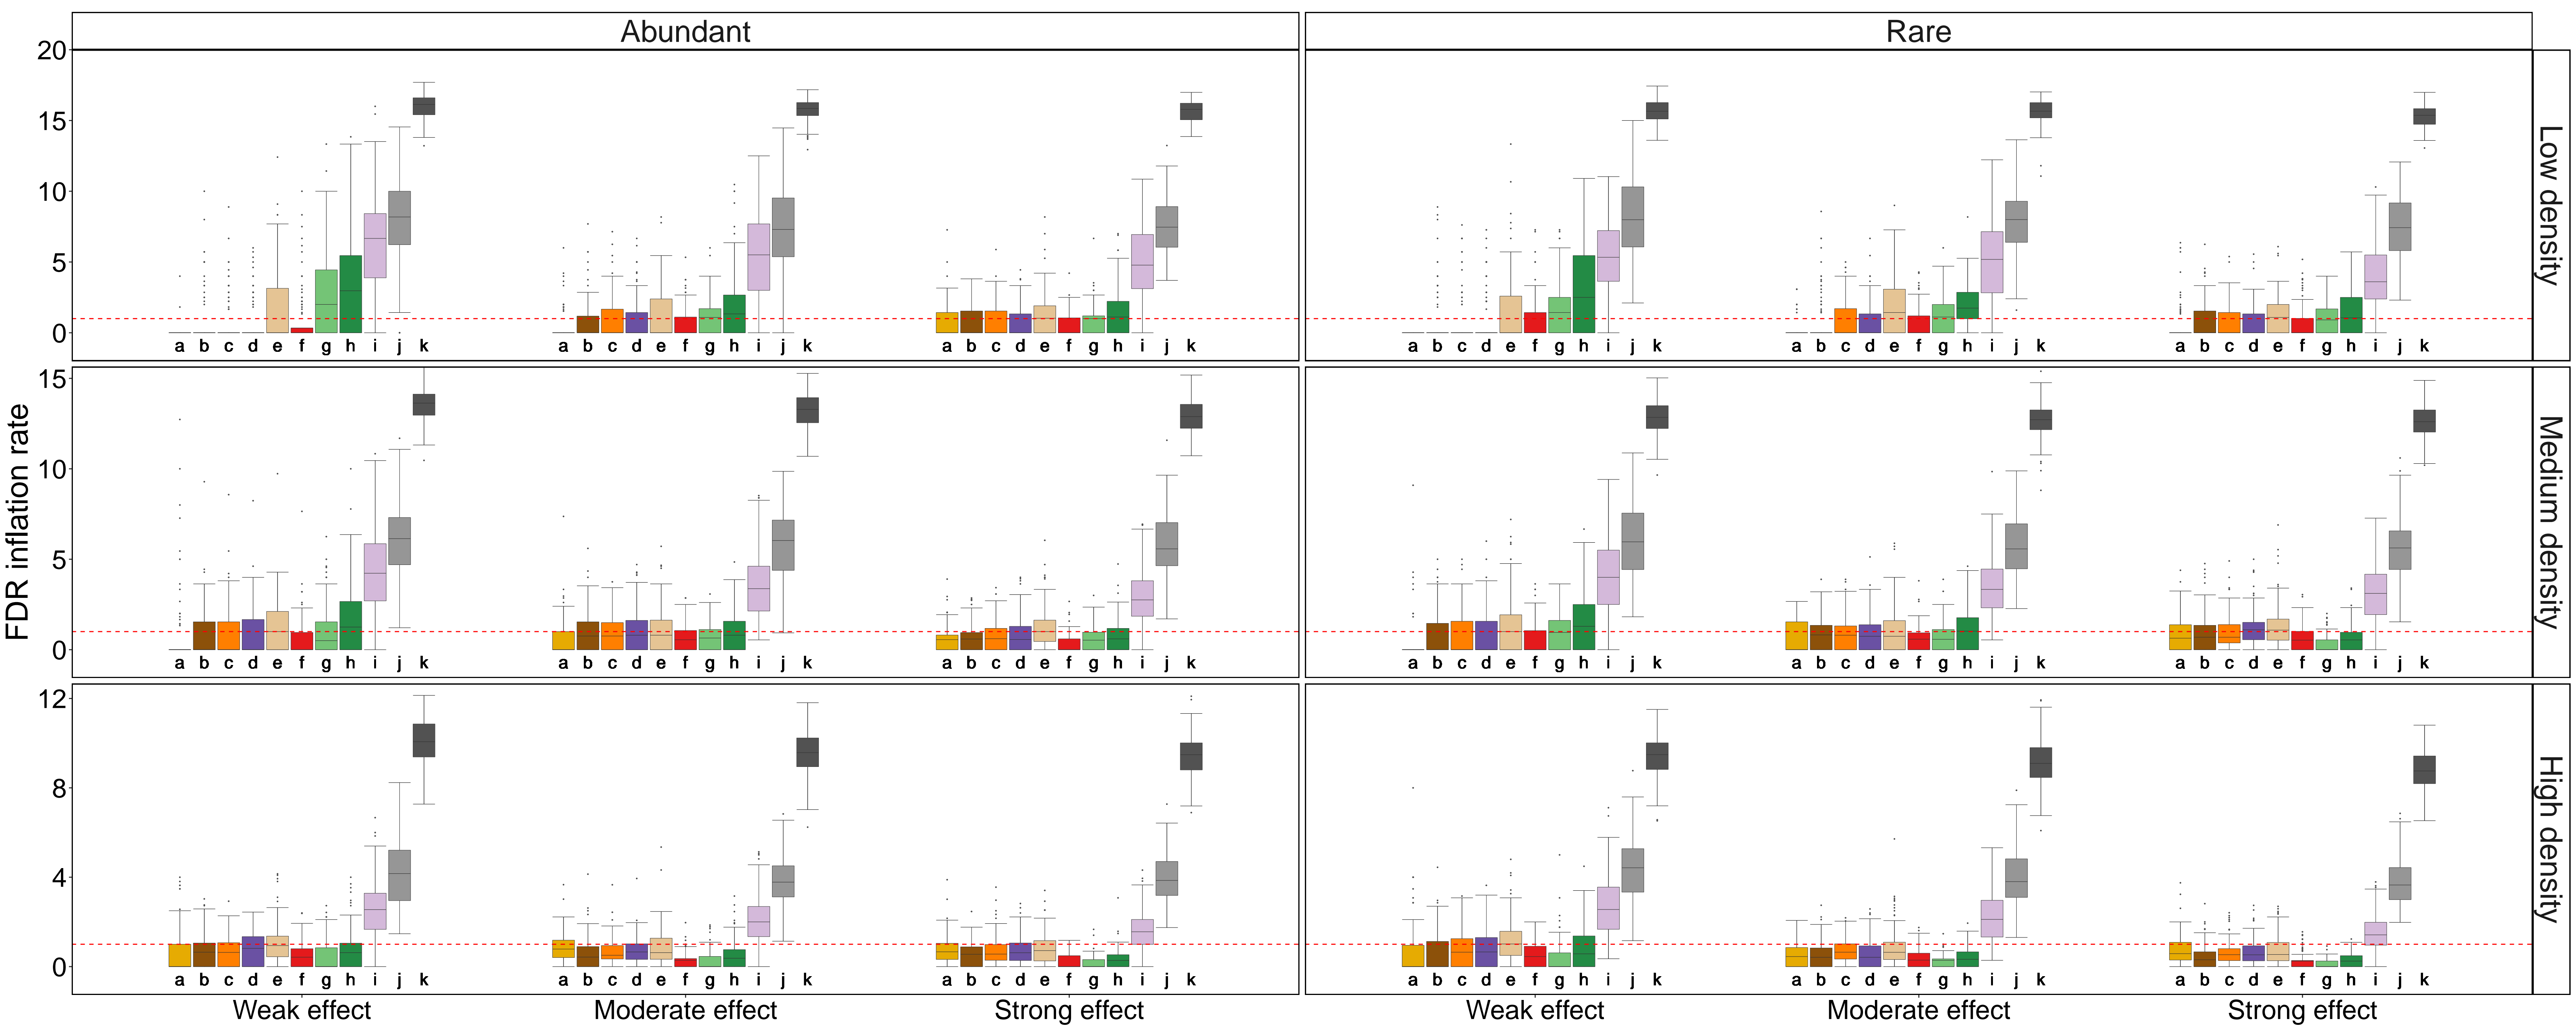 Abundant
Rare
FDR inflation rate
20
15
10
5
0
a b c d e f g h i j k
a b c d e f g h i j k
a b c d e f g h i j k
a b c d e f g h i j k
a b c d e f g h i j k
a b c d e f g h i j k
Low density
15
10
5
0
a b c d e f g h i j k
a b c d e f g h i j k
a b c d e f g h i j k
a b c d e f g h i j k
a b c d e f g h i j k
a b c d e f g h i j k
Medium density
12
8
4
0
a b c d e f g h i j k
a b c d e f g h i j k
a b c d e f g h i j k
a b c d e f g h i j k
a b c d e f g h i j k
a b c d e f g h i j k
High density
Weak effect
Moderate effect
Strong effect
Weak effect
Moderate effect
Strong effect